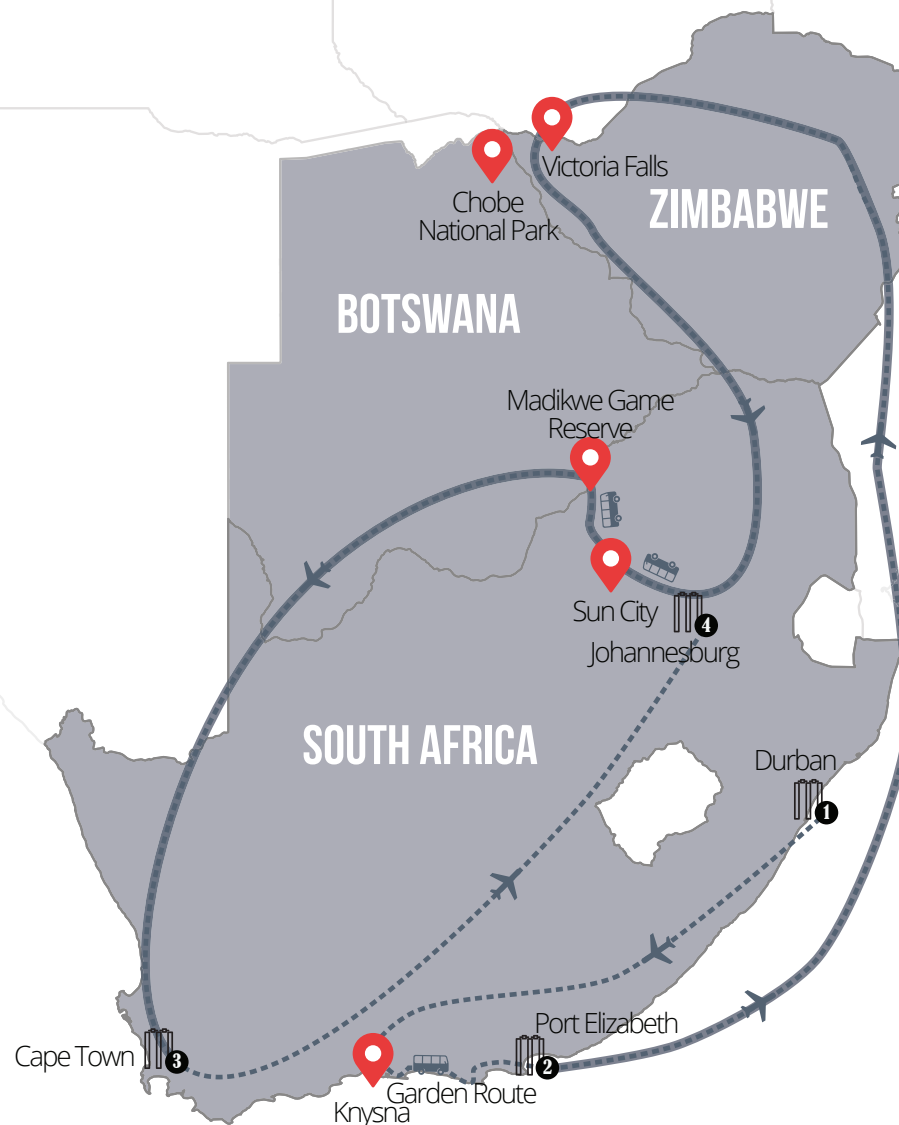 Victoria Falls
Chobe
National Park
ZIMBABWE
BOTSWANA
Madikwe Game
Reserve
Sun City
4
Johannesburg
SOUTH AFRICA
Durban
1
Port Elizabeth
Cape Town
3
2
Garden Route
Knysna